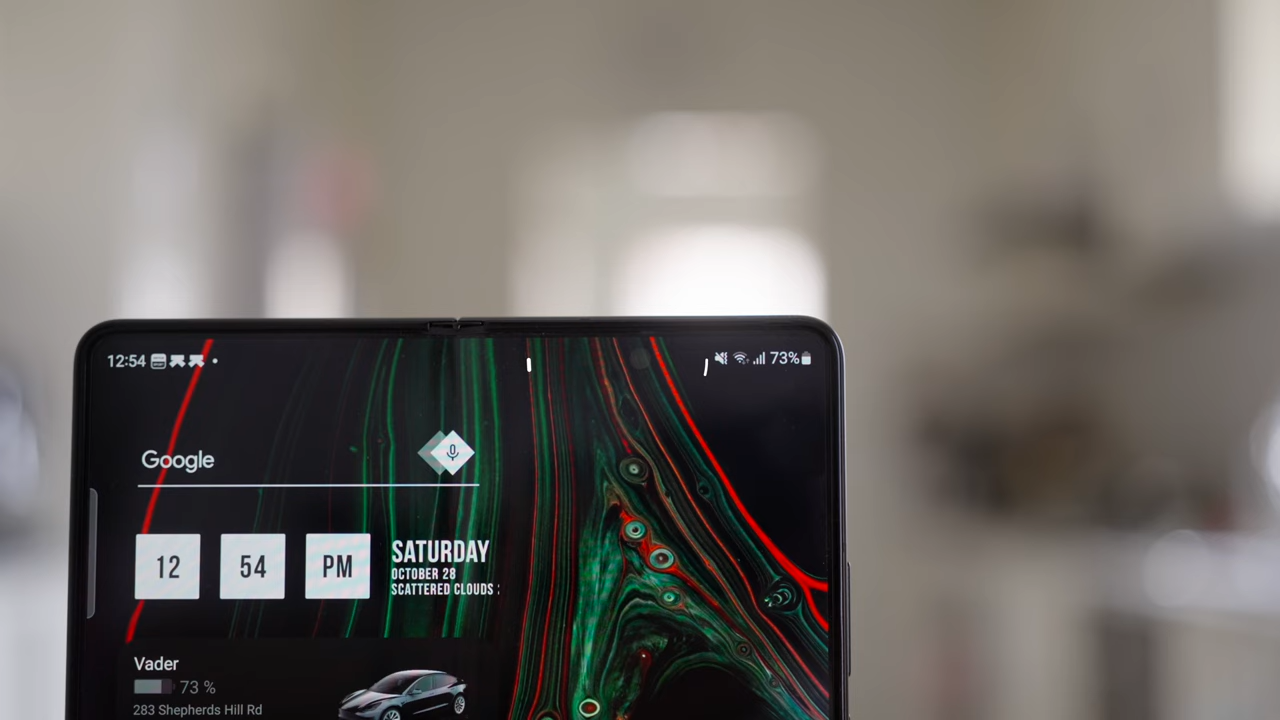 12:54
73%
Google
12 54 PM
SATURDAY
OCTOBER 28
SCATTERED CLOUDS :
Vader
73 %
283 Shepherds Hill Rd